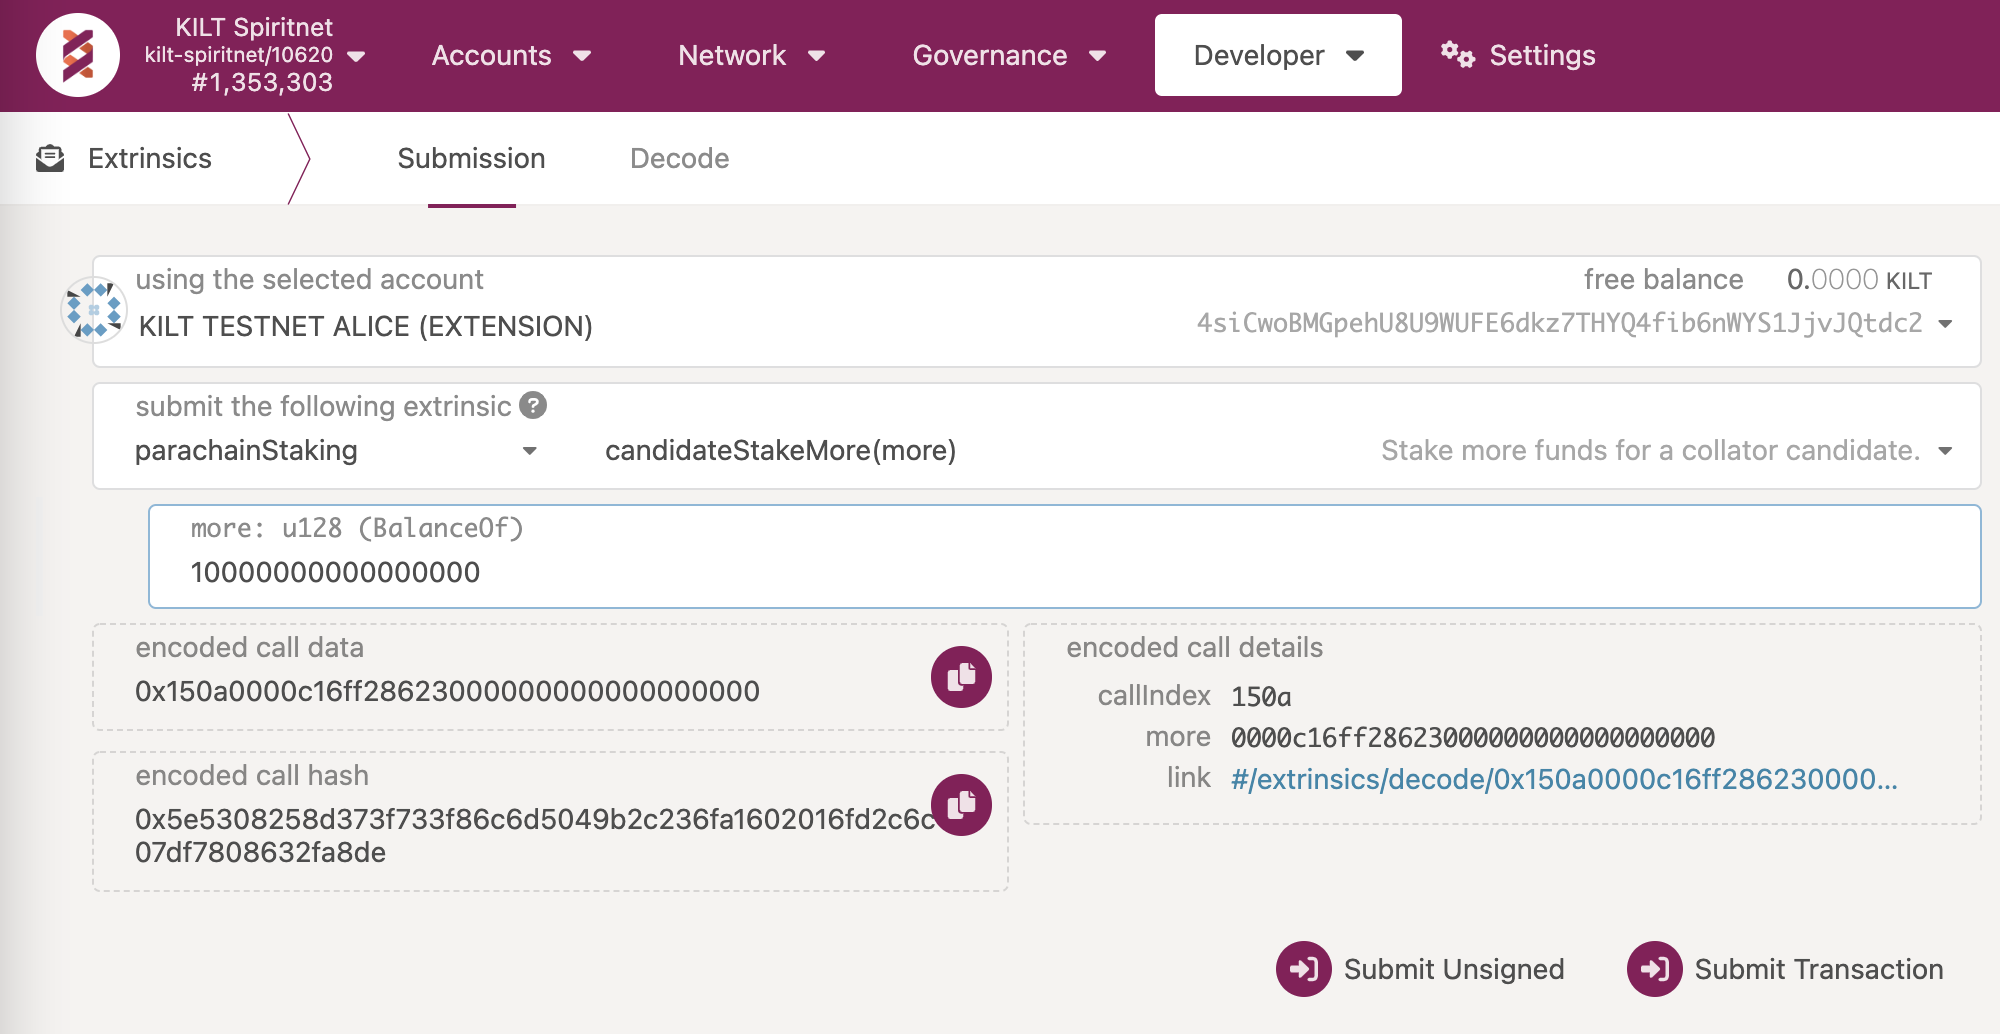 KILT Spiritnet
kilt-spiritnet/10620
#1,353,303
Accounts
Network
Governance
Developer
Settings
Extrinsics
Submission
Decode
using the selected account
free balance 0.0000 KILT
KILT TESTNET ALICE (EXTENSION)
4siCwoBMGpehU8U9WUFE6dkz7THYQ4fib6nWYS1JjvJQtdc2
submit the following extrinsic ?
parachainStaking
candidateStakeMore(more)
Stake more funds for a collator candidate.
more: u128 (BalanceOf)
10000000000000000
encoded call data
0x150a0000c16ff28623000000000000000000
encoded call hash
0x5e5308258d373f733f86c6d5049b2c236fa1602016fd2c6c
07df7808632fa8de
encoded call details
callIndex 150a
more 0000c16ff28623000000000000000000
link #/extrinsics/decode/0x150a0000c16ff286230000...
Submit Unsigned
Submit Transaction